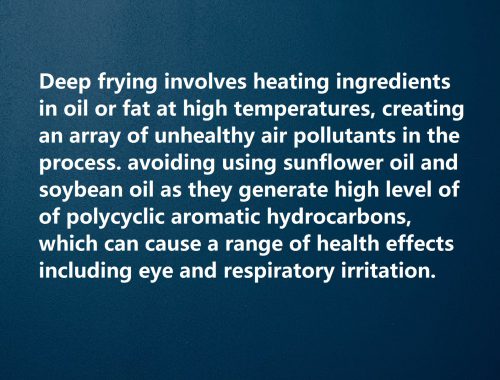 Deep frying involves heating ingredients
in oil or fat at high temperatures, creating
an array of unhealthy air pollutants in the
process. avoiding using sunflower oil and
soybean oil as they generate high level of
of polycyclic aromatic hydrocarbons,
which can cause a range of health effects
including eye and respiratory irritation.